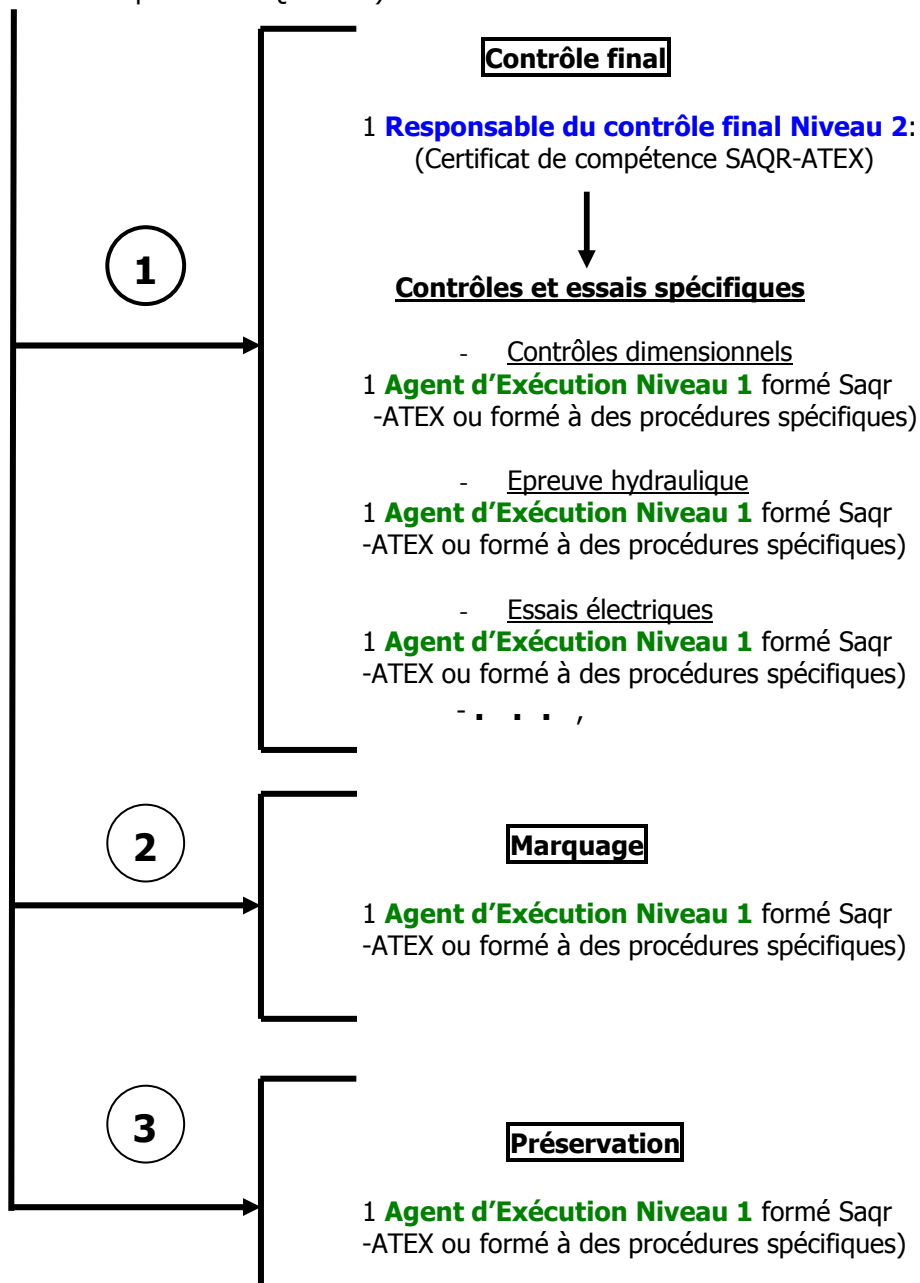 Contrôle final
1 Responsable du contrôle final Niveau 2:
(Certificat de compétence SAQR-ATEX)
1
Contrôles et essais spécifiques
- Contrôles dimensionnels
1 Agent d’Exécution Niveau 1 formé Saqr
-ATEX ou formé à des procédures spécifiques)
- Epreuve hydraulique
1 Agent d’Exécution Niveau 1 formé Saqr
-ATEX ou formé à des procédures spécifiques)
- Essais électriques
1 Agent d’Exécution Niveau 1 formé Saqr
-ATEX ou formé à des procédures spécifiques)
- . . . ,
2
Marquage
1 Agent d’Exécution Niveau 1 formé Saqr
-ATEX ou formé à des procédures spécifiques)
3
Préservation
1 Agent d’Exécution Niveau 1 formé Saqr
-ATEX ou formé à des procédures spécifiques)